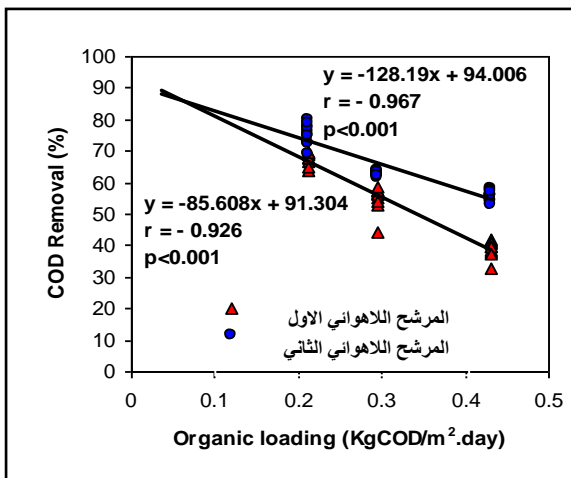 100
90
80
70
60
50
40
30
20
10
0
COD Removal (%)
y = -128.19x + 94.006
r = - 0.967
p<0.001
y = -85.608x + 91.304
r = - 0.926
p<0.001
المرشح اللاهوائي الاول
المرشح اللاهوائي الثاني
0 0.1 0.2 0.3 0.4 0.5
Organic loading (KgCOD/m².day)